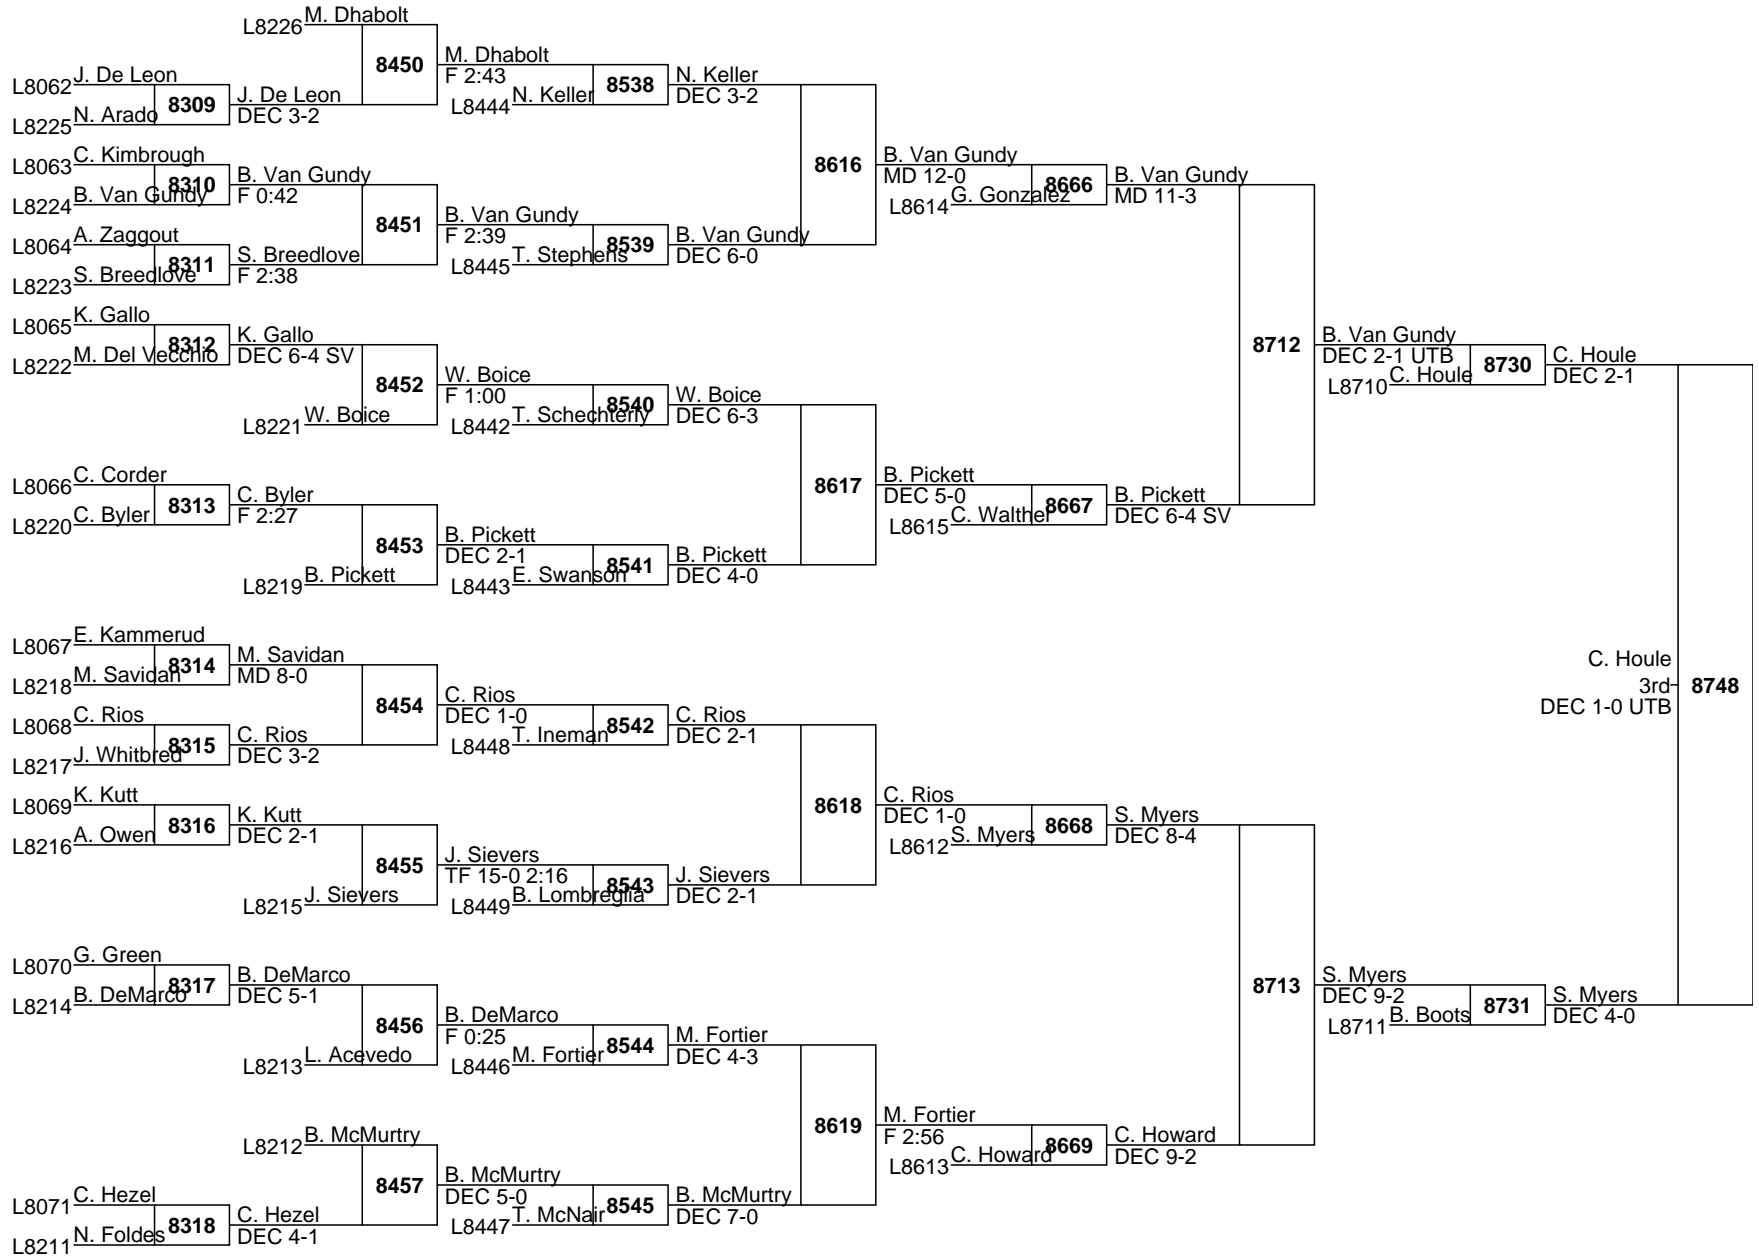 L8226 M. Dhabolt
8450
M. Dhabolt
F 2:43
L8062 J. De Leon
8309
L8225 N. Arado
J. De Leon
DEC 3-2
L8444 N. Keller
8538
N. Keller
DEC 3-2
L8063 C. Kimbrough
8310
L8224 B. Van Gundy
B. Van Gundy
F 0:42
8451
L8064 A. Zaggout
8311
L8223 S. Breedlove
S. Breedlove
F 2:38
B. Van Gundy
F 2:39
L8445 T. Stephens
8539
B. Van Gundy
DEC 6-0
8616
B. Van Gundy
MD 12-0
L8614 G. Gonzalez
8666
B. Van Gundy
MD 11-3
L8065 K. Gallo
8312
L8222 M. Del Vecchio
K. Gallo
DEC 6-4 SV
8452
L8221 W. Boice
W. Boice
F 1:00
L8442 T. Schechterly
8540
W. Boice
DEC 6-3
8712
B. Van Gundy
DEC 2-1 UTB
L8710 C. Houle
8730
C. Houle
DEC 2-1
L8066 C. Corder
8313
L8220 C. Byler
C. Byler
F 2:27
8453
L8219 B. Pickett
B. Pickett
DEC 2-1
L8443 E. Swanson
8541
B. Pickett
DEC 4-0
8617
B. Pickett
DEC 5-0
L8615 C. Walther
8667
B. Pickett
DEC 6-4 SV
L8067 E. Kammerud
8314
L8218 M. Savidan
M. Savidan
MD 8-0
8454
L8068 C. Rios
8315
L8217 J. Whitbred
C. Rios
DEC 3-2
C. Rios
DEC 1-0
L8448 T. Ineman
8542
C. Rios
DEC 2-1
C. Houle
3rd
DEC 1-0 UTB
8748
L8069 K. Kutt
8316
L8216 A. Owen
K. Kutt
DEC 2-1
8455
L8215 J. Sievers
J. Sievers
TF 15-0 2:16
L8449 B. Lombreglia
8543
J. Sievers
DEC 2-1
8618
C. Rios
DEC 1-0
L8612 S. Myers
8668
S. Myers
DEC 8-4
L8070 G. Green
8317
L8214 B. DeMarco
B. DeMarco
DEC 5-1
8456
L8213 L. Acevedo
B. DeMarco
F 0:25
L8446 M. Fortier
8544
M. Fortier
DEC 4-3
8713
S. Myers
DEC 9-2
L8711 B. Boots
8731
S. Myers
DEC 4-0
L8212 B. McMurtry
8457
L8071 C. Hezel
8318
L8211 N. Foldes
C. Hezel
DEC 4-1
B. McMurtry
DEC 5-0
L8447 T. McNair
8545
B. McMurtry
DEC 7-0
8619
M. Fortier
F 2:56
L8613 C. Howard
8669
C. Howard
DEC 9-2